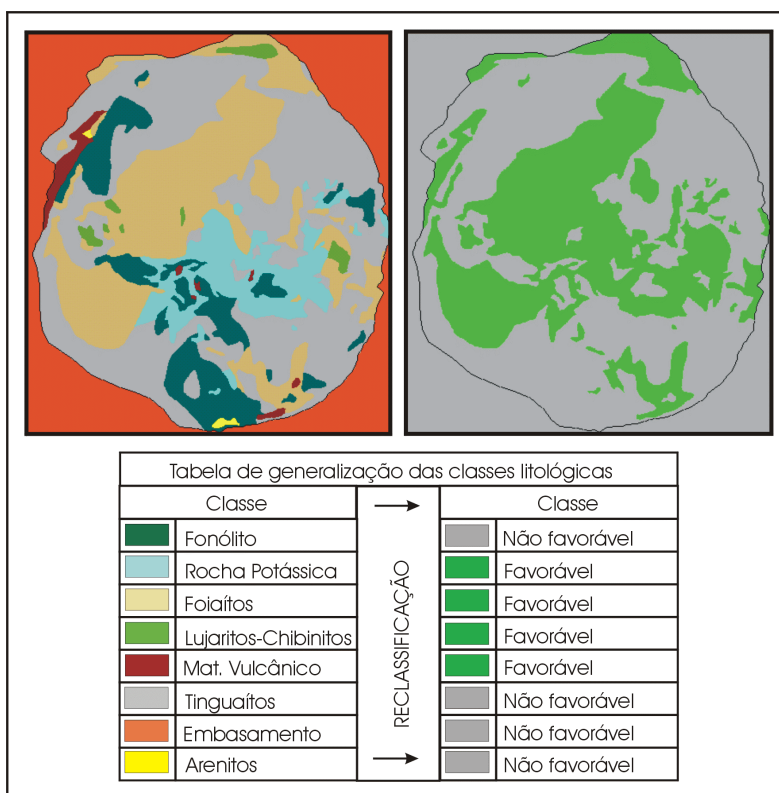 Tabela de generalização das classes litológicas
Classe → Classe
Fonólito Não favorável
Rocha Potássica Favorável
Foiaítos Favorável
Lujaritos-Chibinitos Favorável
Mat. Vulcânico Favorável
Tinguaítos Não favorável
Embasamento Não favorável
Arenitos → Não favorável
RECLASSIFICAÇÃO